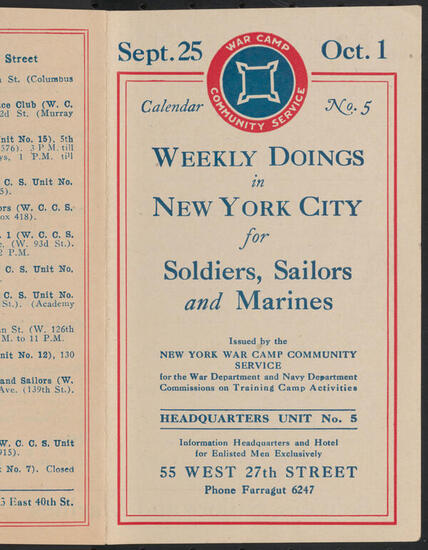 Street
n St. (Columbus
ce Club (W. C.
2d St. (Murray
nit No. 15), 5th
576). 3 P.M. till
ys, 1 P.M. till
C. S. Unit No.
5).
ors (W. C. C. S.
ox 418).
1 (W. C. C. S.
e. (W. 93d St.).
2 P.M.
C. S. Unit No.
C. S. Unit No.
St.). (Academy
n St. (W. 126th
M. to 11 P.M.
nit No. 12), 130
and Sailors (W.
Ave. (139th St.).
W. C. C. S. Unit
915).
t No. 7). Closed
3 East 40th St.
Sept. 25 Oct. 1
WAR CAMP
COMMUNITY SERVICE
Calendar No. 5
WEEKLY DOINGS
in
NEW YORK CITY
for
Soldiers, Sailors
and Marines
Issued by the
NEW YORK WAR CAMP COMMUNITY
SERVICE
for the War Department and Navy Department
Commissions on Training Camp Activities
HEADQUARTERS UNIT No. 5
Information Headquarters and Hotel
for Enlisted Men Exclusively
55 WEST 27th STREET
Phone Farragut 6247